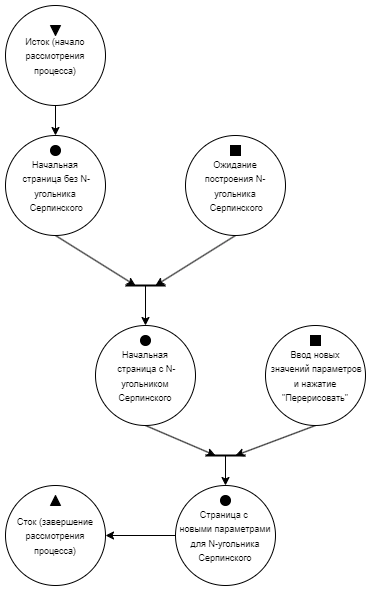 Исток (начало
рассмотрения
процесса)
Начальная
страница без N-
угольника
Серпинского
Ожидание
построения N-
угольника
Серпинского
Начальная
страница с N-
угольником
Серпинского
Ввод новых
значений параметров
и нажатие
"Перерисовать"
Страница с
новыми параметрами
для N-угольника
Серпинского
Сток (завершение
рассмотрения
процесса)